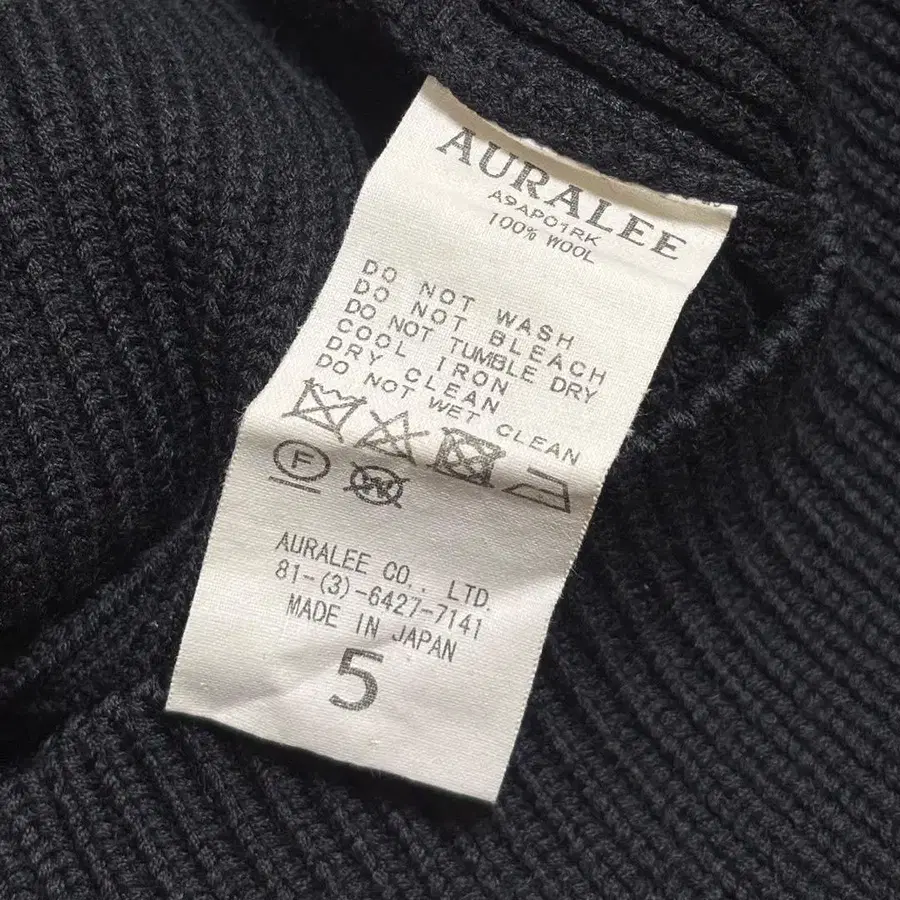 AURALEE
A9AP01RK
100% WOOL
DO NOT WASH
DO NOT BLEACH
DO NOT TUMBLE DRY
COOL IRON
DRY CLEAN
DO NOT WET CLEAN
F W
AURALEE CO., LTD.
81-(3)-6427-7141
MADE IN JAPAN
5